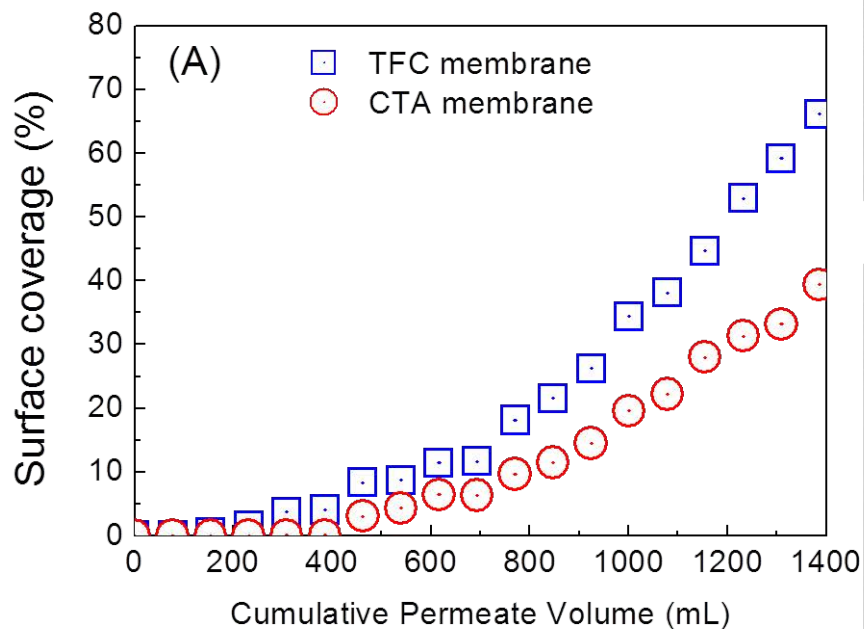 (A)
TFC membrane
CTA membrane
Surface coverage (%)
80
70
60
50
40
30
20
10
0
0 200 400 600 800 1000 1200 1400
Cumulative Permeate Volume (mL)